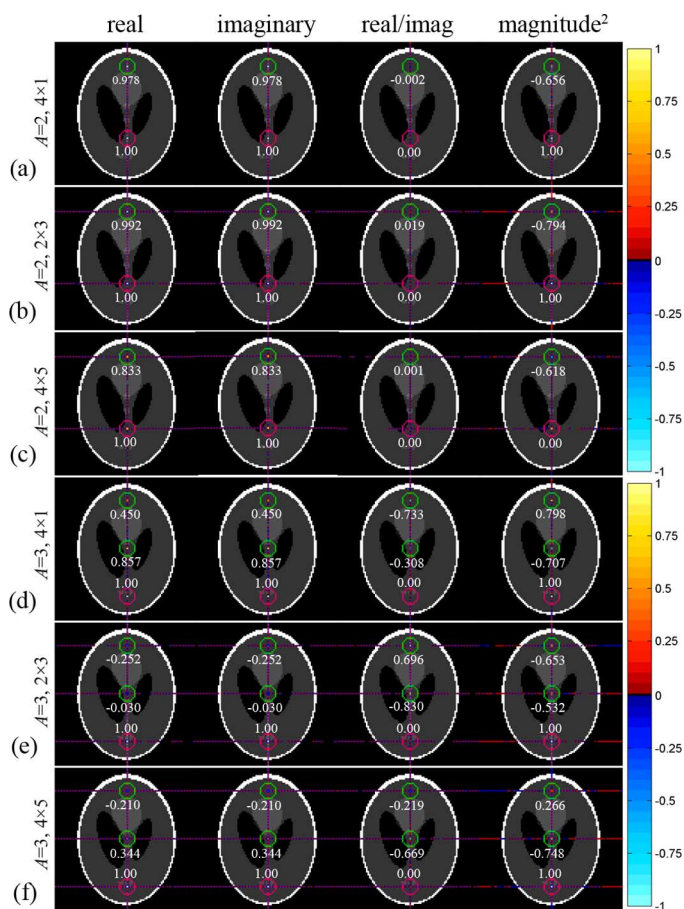 real imaginary real/imag magnitude²
(a) A=2, 4×1
0.978 0.978 -0.002 -0.656
1.00 1.00 0.00 1.00
(b) A=2, 2×3
0.992 0.992 0.019 -0.794
1.00 1.00 0.00 1.00
(c) A=2, 4×5
0.833 0.833 0.001 -0.618
1.00 1.00 0.00 0.00
1
0.75
0.5
0.25
0
-0.25
-0.5
-0.75
-1
(d) A=3, 4×1
0.450 0.450 -0.733 0.798
0.857 0.857 -0.308 -0.707
1.00 1.00 0.00 1.00
(e) A=3, 2×3
-0.252 -0.252 0.696 -0.653
-0.030 -0.030 -0.830 -0.532
1.00 1.00 0.00 1.00
(f) A=3, 4×5
-0.210 -0.210 -0.219 0.266
0.344 0.344 -0.669 -0.748
1.00 1.00 0.00 1.00
1
0.75
0.5
0.25
0
-0.25
-0.5
-0.75
-1